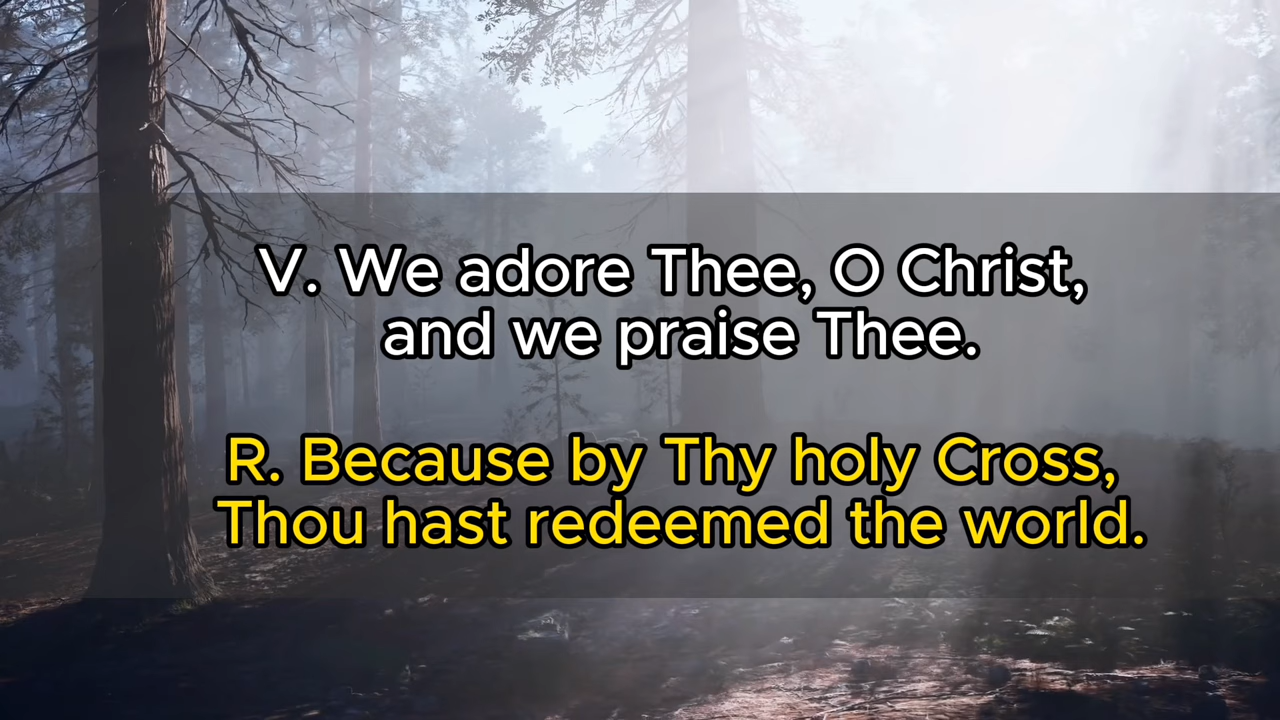 V. We adore Thee, O Christ,
and we praise Thee.
R. Because by Thy holy Cross,
Thou hast redeemed the world.